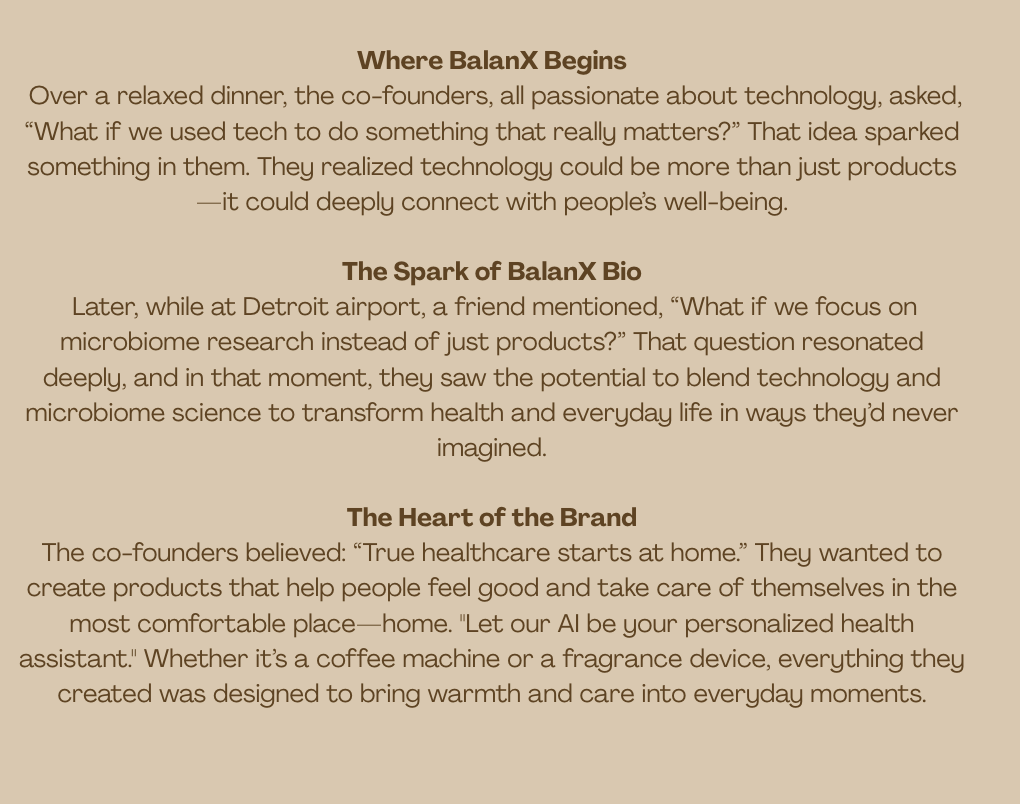 Where BalanX Begins
Over a relaxed dinner, the co-founders, all passionate about technology, asked,
“What if we used tech to do something that really matters?” That idea sparked
something in them. They realized technology could be more than just products
—it could deeply connect with people’s well-being.
The Spark of BalanX Bio
Later, while at Detroit airport, a friend mentioned, “What if we focus on
microbiome research instead of just products?” That question resonated
deeply, and in that moment, they saw the potential to blend technology and
microbiome science to transform health and everyday life in ways they’d never
imagined.
The Heart of the Brand
The co-founders believed: “True healthcare starts at home.” They wanted to
create products that help people feel good and take care of themselves in the
most comfortable place—home. "Let our AI be your personalized health
assistant." Whether it’s a coffee machine or a fragrance device, everything they
created was designed to bring warmth and care into everyday moments.